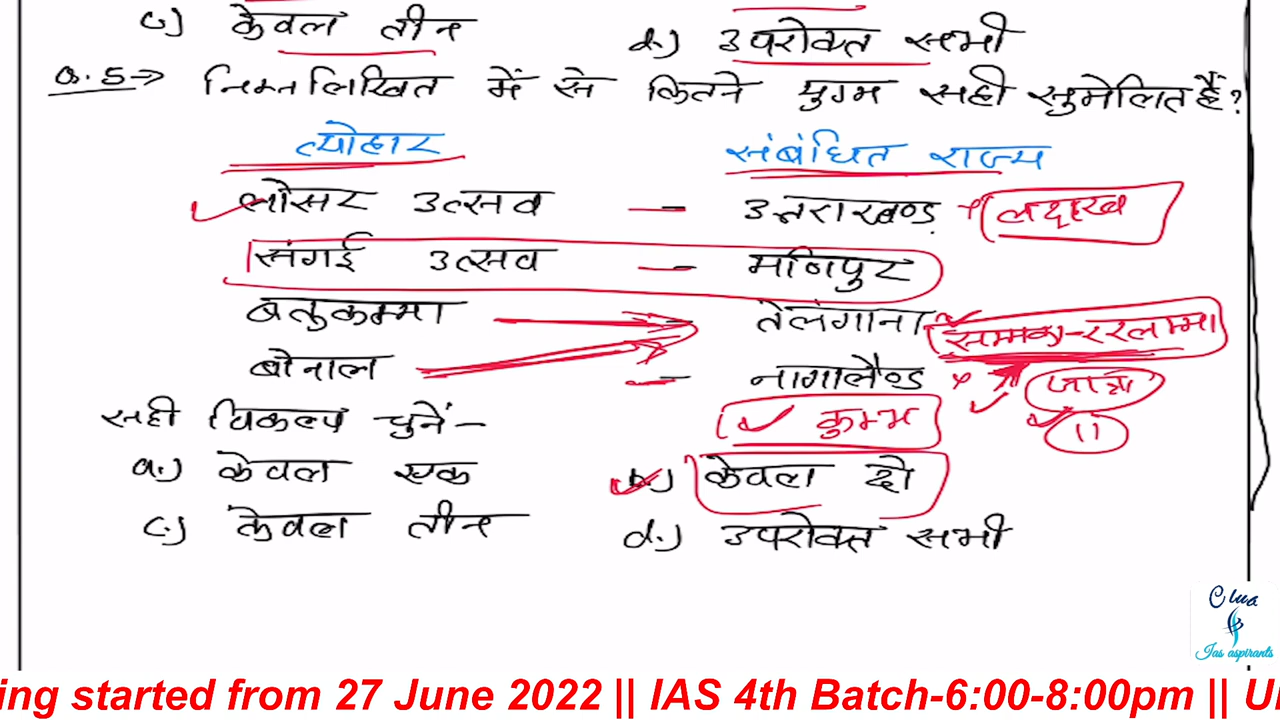 c) केवल तीन d.) उपरोक्त सभी
Q.5→ निम्नलिखित में से कितने युग्म सही सुमेलित हैं?
त्योहार संबंधित राज्य
लोसर उत्सव - उत्तराखण्ड लद्दाख
संगाई उत्सव - मणिपुर
बतुकम्मा तेलंगाना सम्मक्का-सरलम्मा
बोनाल - नागालैण्ड जात्रा
सही विकल्प चुनें- कुम्भ 11
a.) केवल एक b) केवल दो
c.) केवल तीन d.) उपरोक्त सभी
Clua
Ias aspirants
ing started from 27 June 2022 || IAS 4th Batch-6:00-8:00pm || U